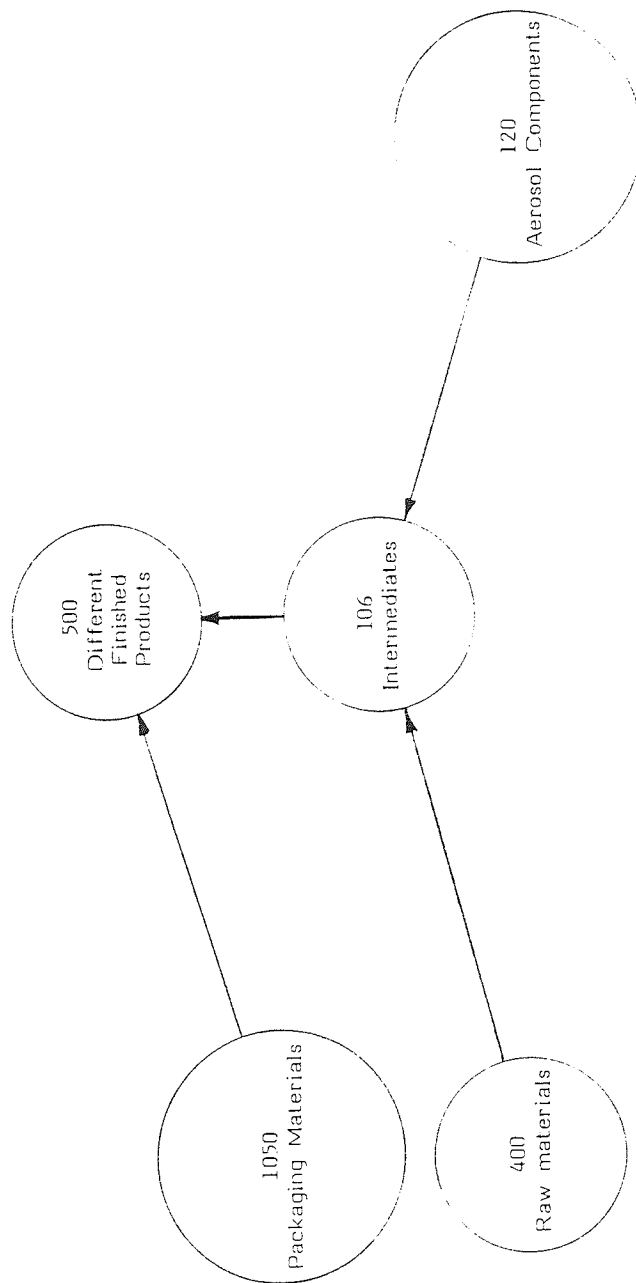 500
Different
Finished
Products
1050
Packaging Materials
106
Intermediates
400
Raw materials
120
Aerosol Components